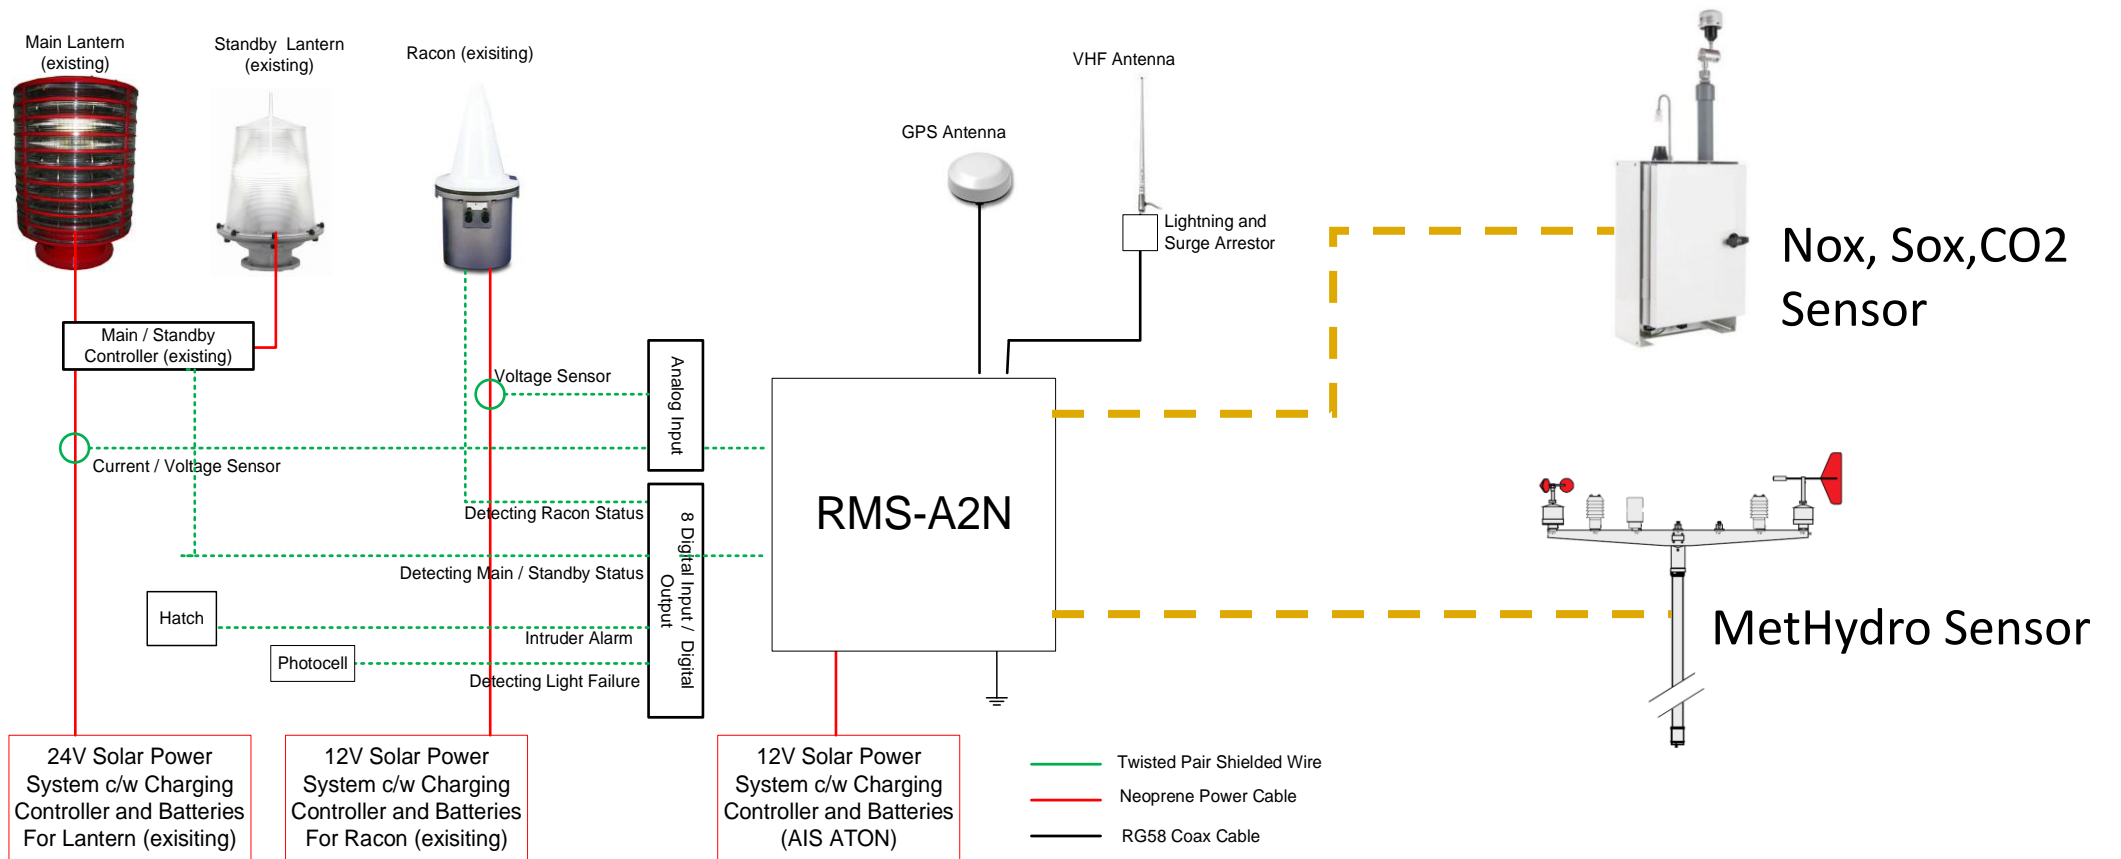 Main Lantern
(existing)
Standby  Lantern
(existing)
Racon (exisiting)
VHF Antenna
GPS Antenna
Lightning and
Surge Arrestor
Nox, Sox,CO2
Sensor
Main / Standby
Controller (existing)
Voltage Sensor
Analog Input
Current / Voltage Sensor
RMS-A2N
Detecting Racon Status
8 Digital Input / Digital
Output
Detecting Main / Standby Status
Hatch
Intruder Alarm
Photocell
Detecting Light Failure
MetHydro Sensor
24V Solar Power
System c/w Charging
Controller and Batteries
For Lantern (exisiting)
12V Solar Power
System c/w Charging
Controller and Batteries
For Racon (exisiting)
12V Solar Power
System c/w Charging
Controller and Batteries
(AIS ATON)
Twisted Pair Shielded Wire
Neoprene Power Cable
RG58 Coax Cable